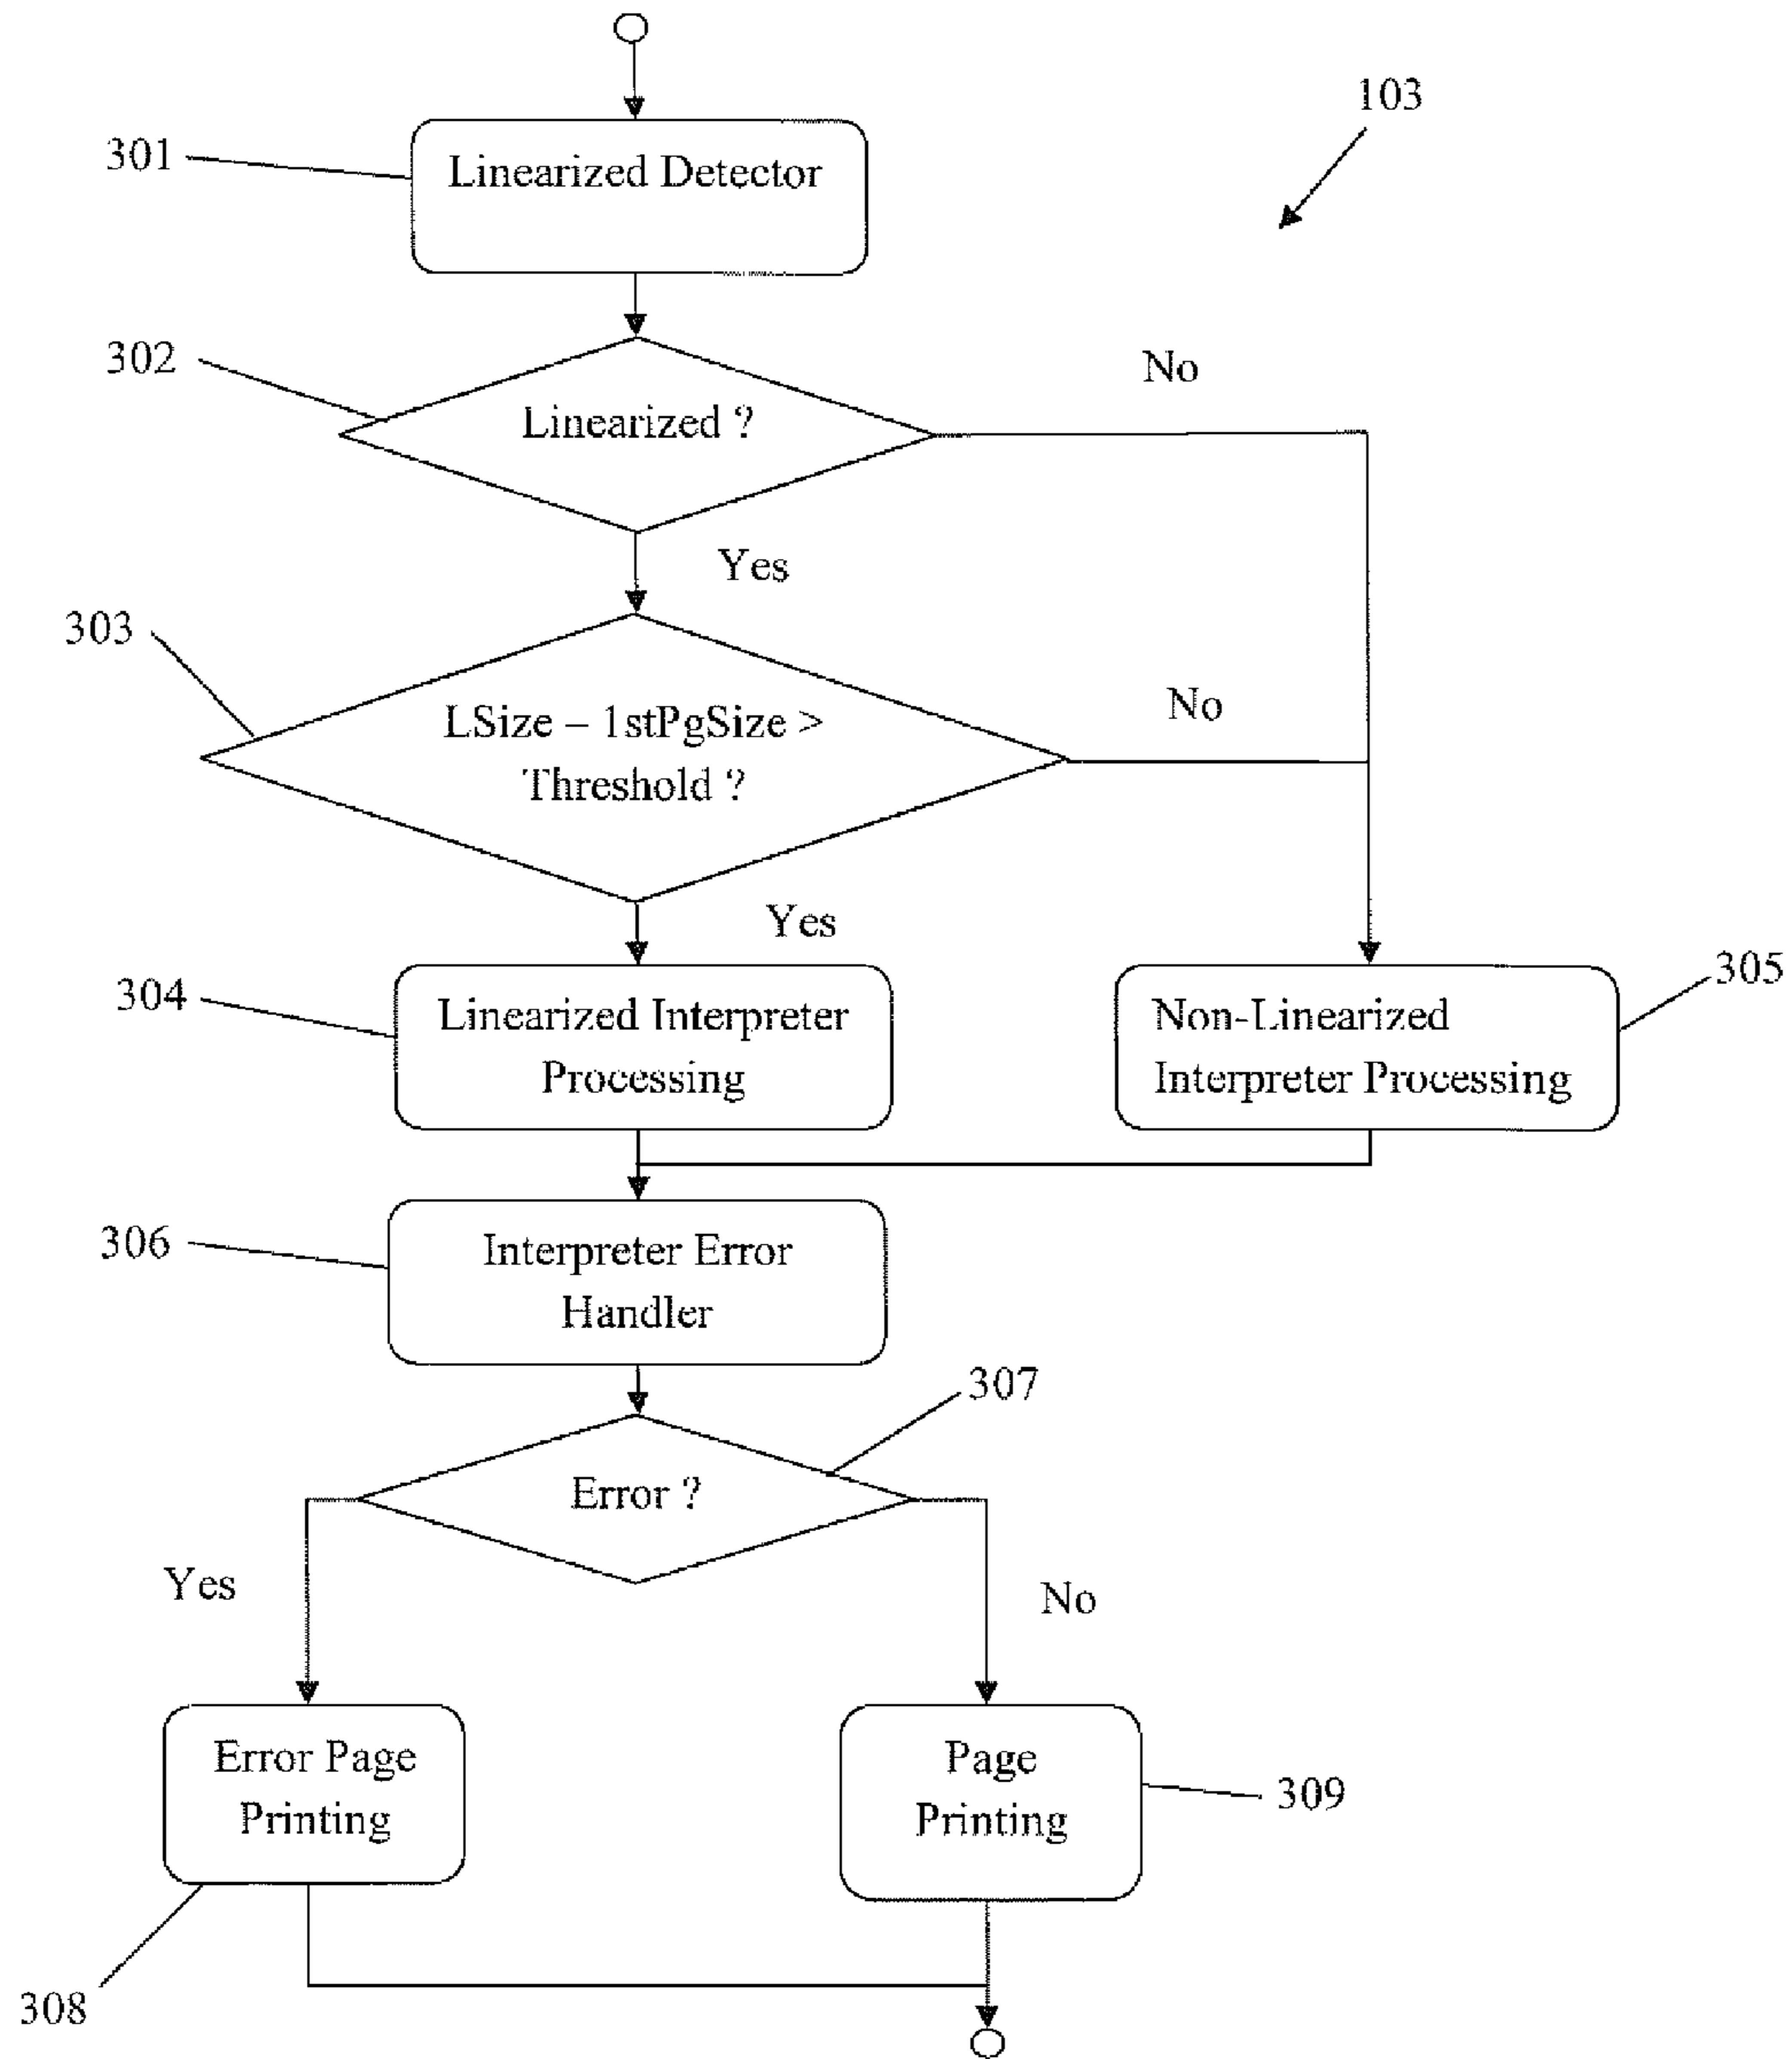 103
301
Linearized Detector
302
Linearized ?
No
Yes
303
LSize – 1stPgSize >
Threshold ?
No
Yes
304
Linearized Interpreter
Processing
Non-Linearized
Interpreter Processing
305
306
Interpreter Error
Handler
307
Error ?
Yes
No
Error Page
Printing
Page
Printing
309
308